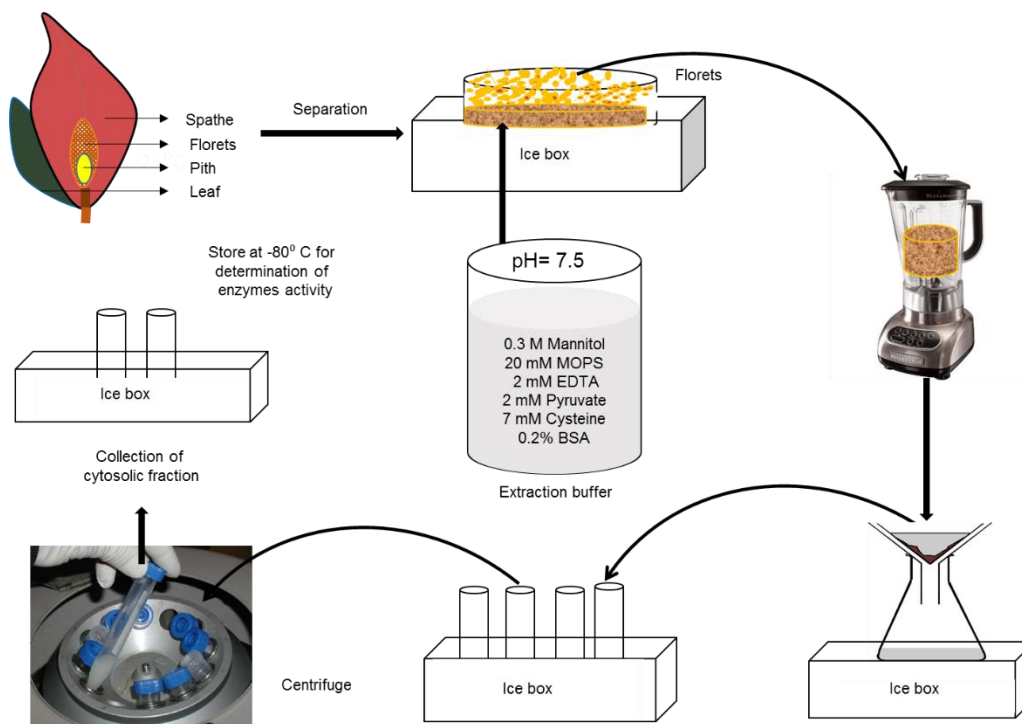 Spathe
Florets
Pith
Leaf
Separation
Ice box
Florets
Store at -80⁰ C for
determination of
enzymes activity
pH= 7.5
0.3 M Mannitol
20 mM MOPS
2 mM EDTA
2 mM Pyruvate
7 mM Cysteine
0.2% BSA
Extraction buffer
Ice box
Collection of
cytosolic fraction
Centrifuge
Ice box
Ice box